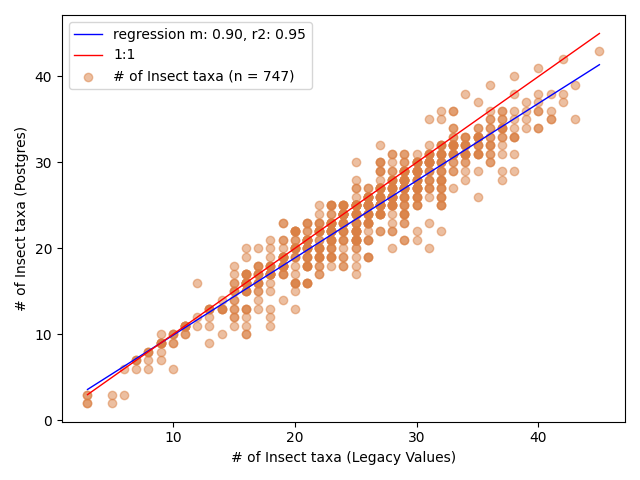 regression m: 0.90, r2: 0.95
1:1
# of Insect taxa (n = 747)
40
30
20
10
0
# of Insect taxa (Postgres)
10 20 30 40
# of Insect taxa (Legacy Values)